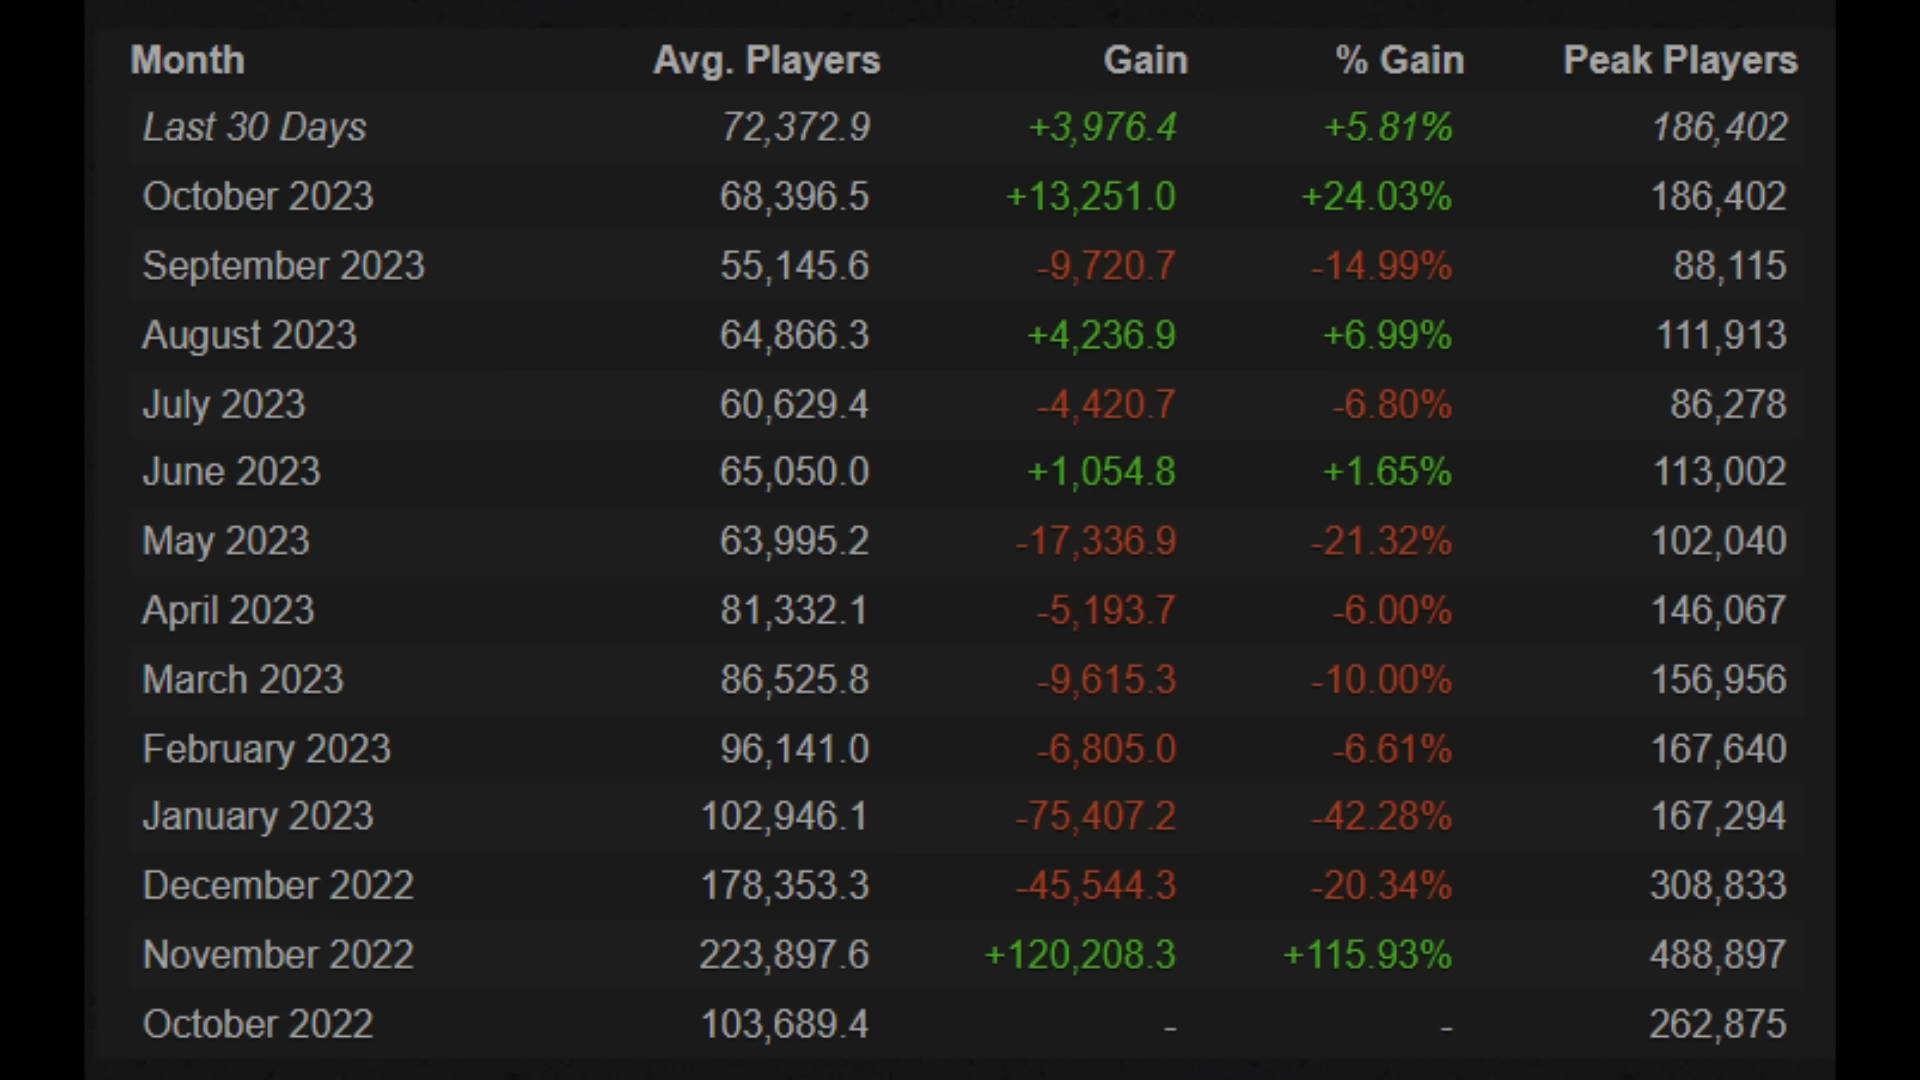 Month Avg. Players Gain % Gain Peak Players
Last 30 Days 72,372.9 +3,976.4 +5.81% 186,402
October 2023 68,396.5 +13,251.0 +24.03% 186,402
September 2023 55,145.6 -9,720.7 -14.99% 88,115
August 2023 64,866.3 +4,236.9 +6.99% 111,913
July 2023 60,629.4 -4,420.7 -6.80% 86,278
June 2023 65,050.0 +1,054.8 +1.65% 113,002
May 2023 63,995.2 -17,336.9 -21.32% 102,040
April 2023 81,332.1 -5,193.7 -6.00% 146,067
March 2023 86,525.8 -9,615.3 -10.00% 156,956
February 2023 96,141.0 -6,805.0 -6.61% 167,640
January 2023 102,946.1 -75,407.2 -42.28% 167,294
December 2022 178,353.3 -45,544.3 -20.34% 308,833
November 2022 223,897.6 +120,208.3 +115.93% 488,897
October 2022 103,689.4 - - 262,875